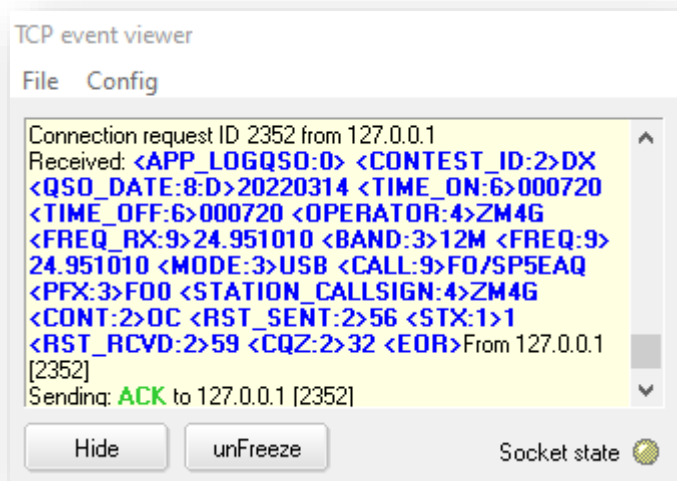 TCP event viewer
File Config
Connection request ID 2352 from 127.0.0.1
Received: <APP_LOGQSO:0> <CONTEST_ID:2>DX
<QSO_DATE:8:D>20220314 <TIME_ON:6>000720
<TIME_OFF:6>000720 <OPERATOR:4>ZM4G
<FREQ_RX:9>24.951010 <BAND:3>12M <FREQ:9>
24.951010 <MODE:3>USB <CALL:9>FO/SP5EAQ
<PFX:3>FO0 <STATION_CALLSIGN:4>ZM4G
<CONT:2>OC <RST_SENT:2>56 <STX:1>1
<RST_RCVD:2>59 <CQZ:2>32 <EOR>From 127.0.0.1
[2352]
Sending: ACK to 127.0.0.1 [2352]
Hide unFreeze Socket state